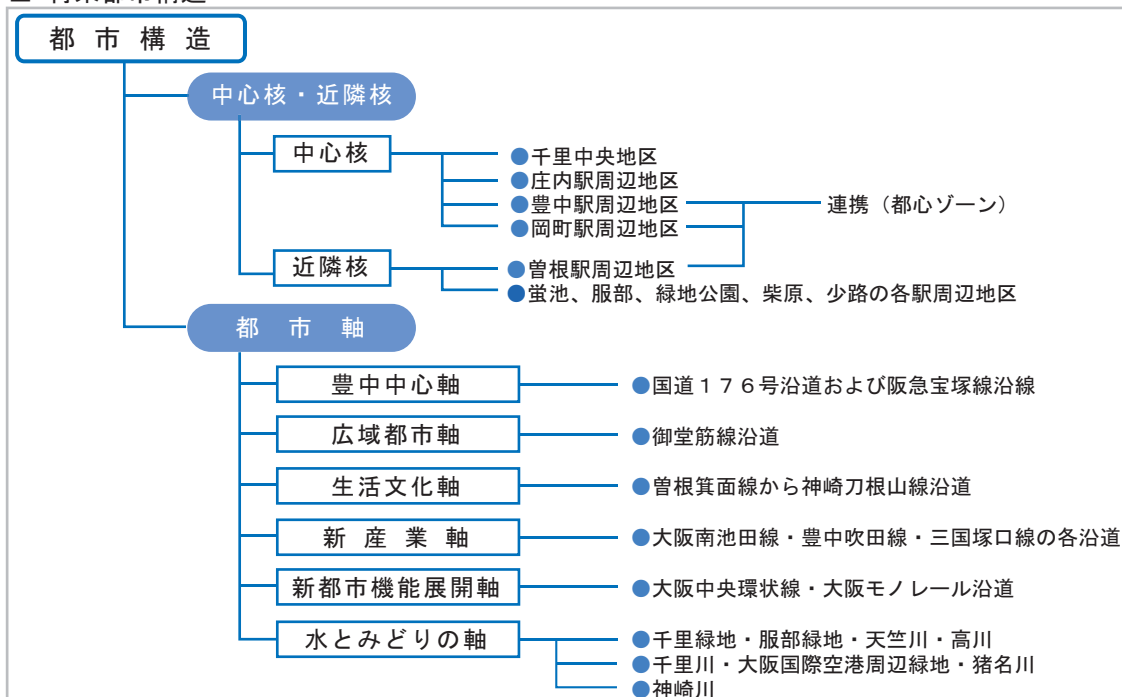 都市構造
中心核・近隣核
中心核
●千里中央地区
●庄内駅周辺地区
●豊中駅周辺地区
連携（都心ゾーン）
●岡町駅周辺地区
近隣核
●曽根駅周辺地区
●蛍池、服部、緑地公園、柴原、少路の各駅周辺地区
都市軸
豊中中心軸
●国道１７６号沿道および阪急宝塚線沿線
広域都市軸
●御堂筋線沿道
生活文化軸
●曽根箕面線から神崎刀根山線沿道
新産業軸
●大阪南池田線・豊中吹田線・三国塚口線の各沿道
新都市機能展開軸
●大阪中央環状線・大阪モノレール沿道
水とみどりの軸
●千里緑地・服部緑地・天竺川・高川
●千里川・大阪国際空港周辺緑地・猪名川
●神崎川